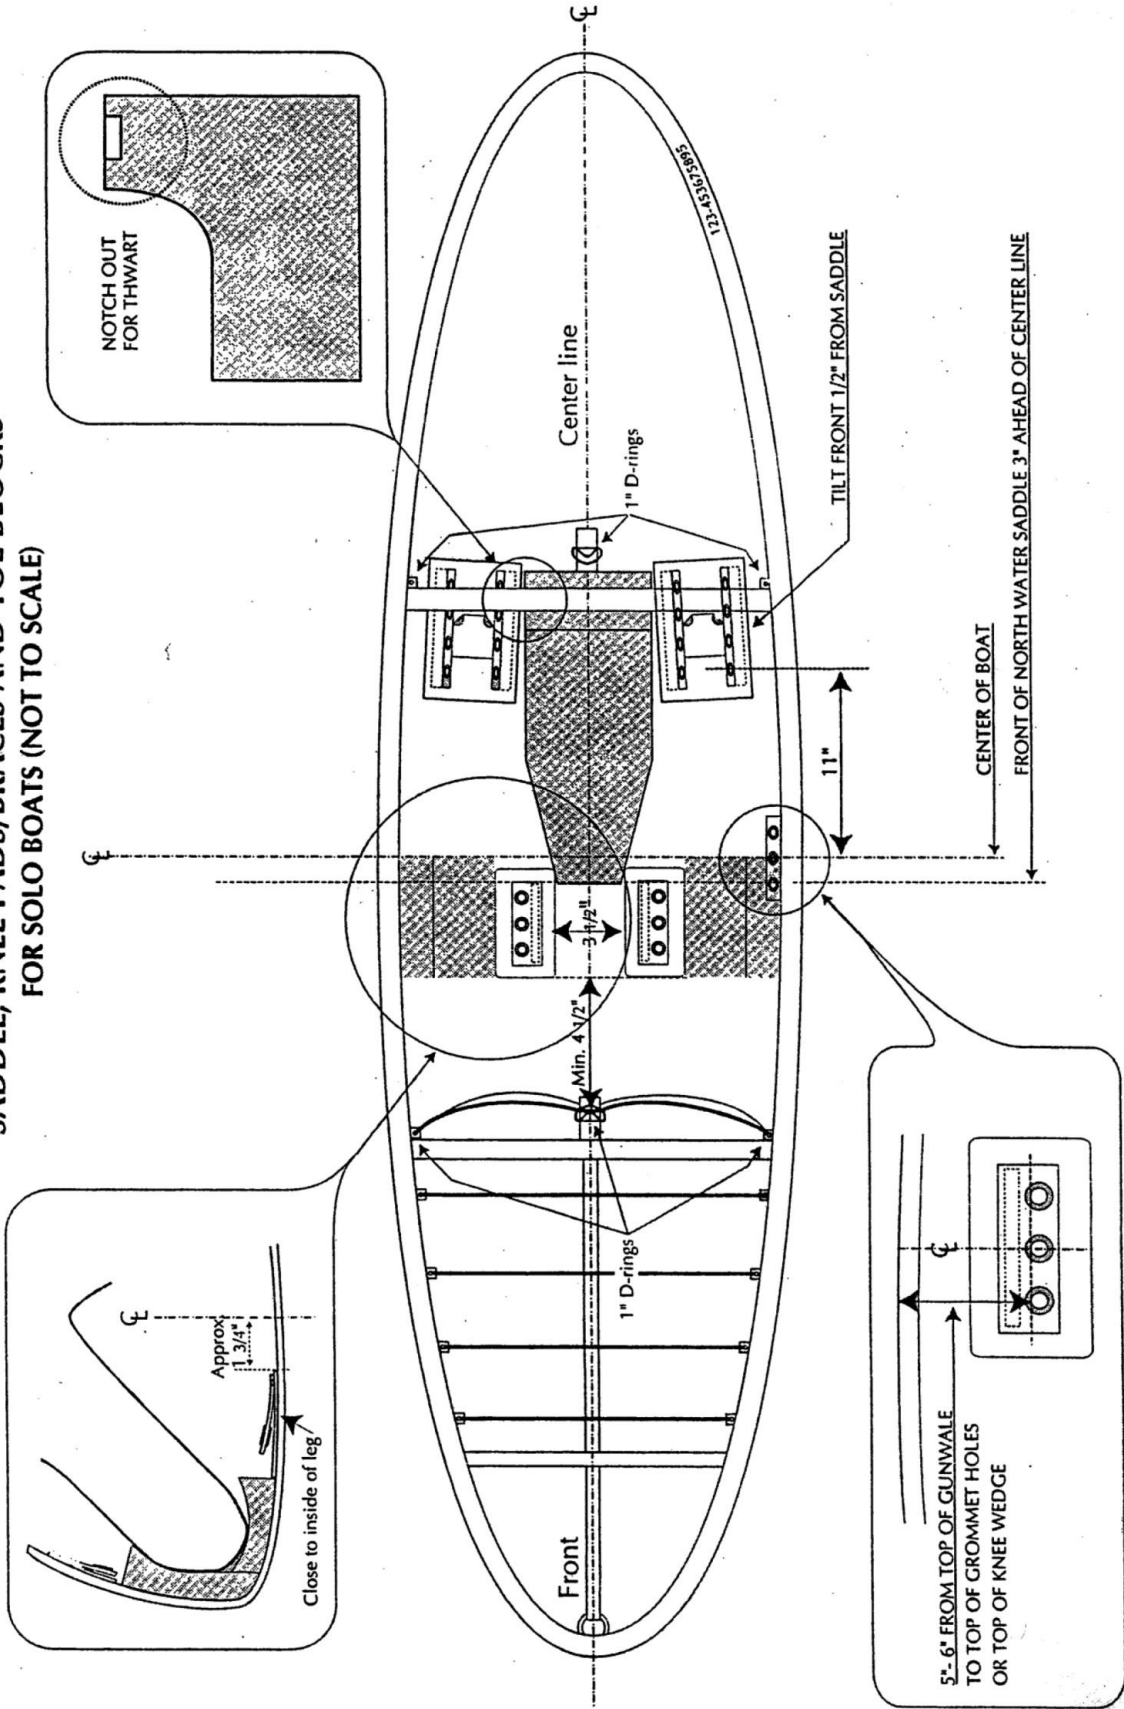 SADDLE, KNEE PADS/BRACES AND TOE BLOCKS
FOR SOLO BOATS (NOT TO SCALE)
NOTCH OUT
FOR THWART
℄
Approx.
1 3/4"
Close to inside of leg
℄
℄
Front
Center line
1" D-rings
1" D-rings
Min. 4 1/2"
3 1/2"
11"
123-453675895
TILT FRONT 1/2" FROM SADDLE
CENTER OF BOAT
FRONT OF NORTH WATER SADDLE 3" AHEAD OF CENTER LINE
℄
5"- 6" FROM TOP OF GUNWALE
TO TOP OF GROMMET HOLES
OR TOP OF KNEE WEDGE